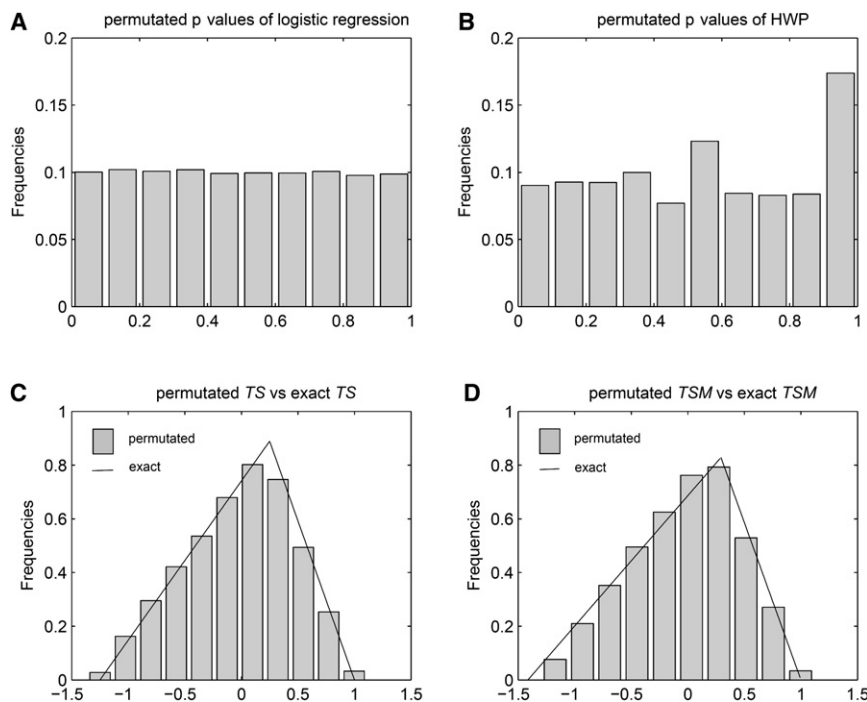 A
permutated p values of logistic regression
Frequencies
0.2
0.15
0.1
0.05
0
0 0.2 0.4 0.6 0.8 1
B
permutated p values of HWP
Frequencies
0.2
0.15
0.1
0.05
0
0 0.2 0.4 0.6 0.8 1
C
permutated TS vs exact TS
permutated
exact
Frequencies
1
0.8
0.6
0.4
0.2
0
−1.5 −1 −0.5 0 0.5 1 1.5
D
permutated TSM vs exact TSM
permutated
exact
Frequencies
1
0.8
0.6
0.4
0.2
0
−1.5 −1 −0.5 0 0.5 1 1.5